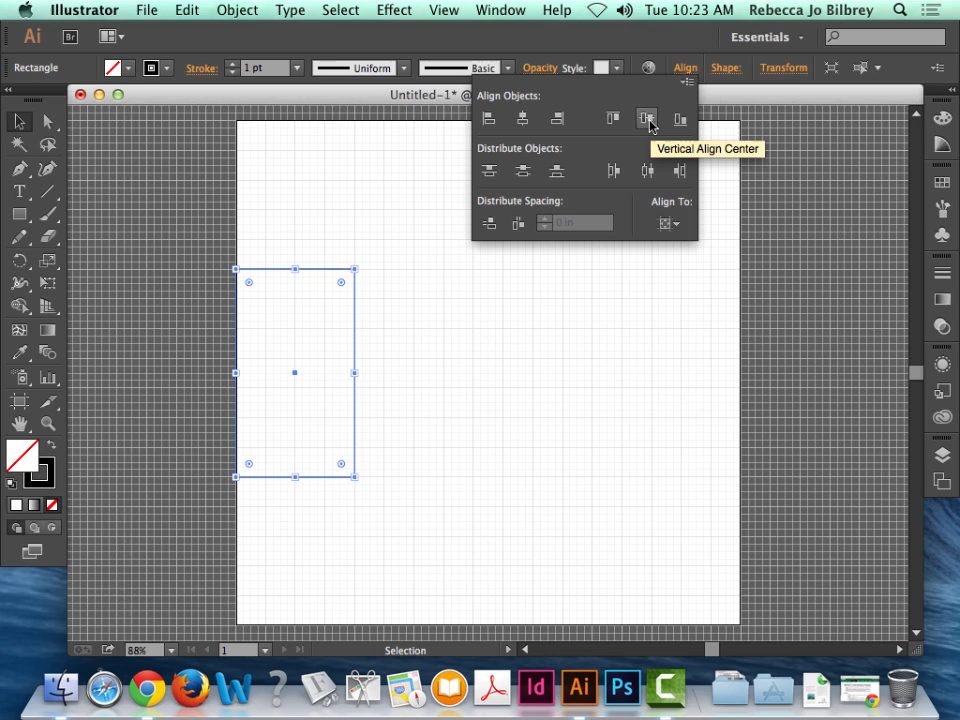 Illustrator File Edit Object Type Select Effect View Window Help Tue 10:23 AM Rebecca Jo Bilbrey
Ai Br Essentials
Rectangle Stroke: 1 pt Uniform Basic Opacity Style: Align Shape: Transform
Untitled-1* @
Align Objects:
Vertical Align Center
Distribute Objects:
Distribute Spacing: Align To:
0 in
T
88% 1 Selection
W ? Id Ai Ps C